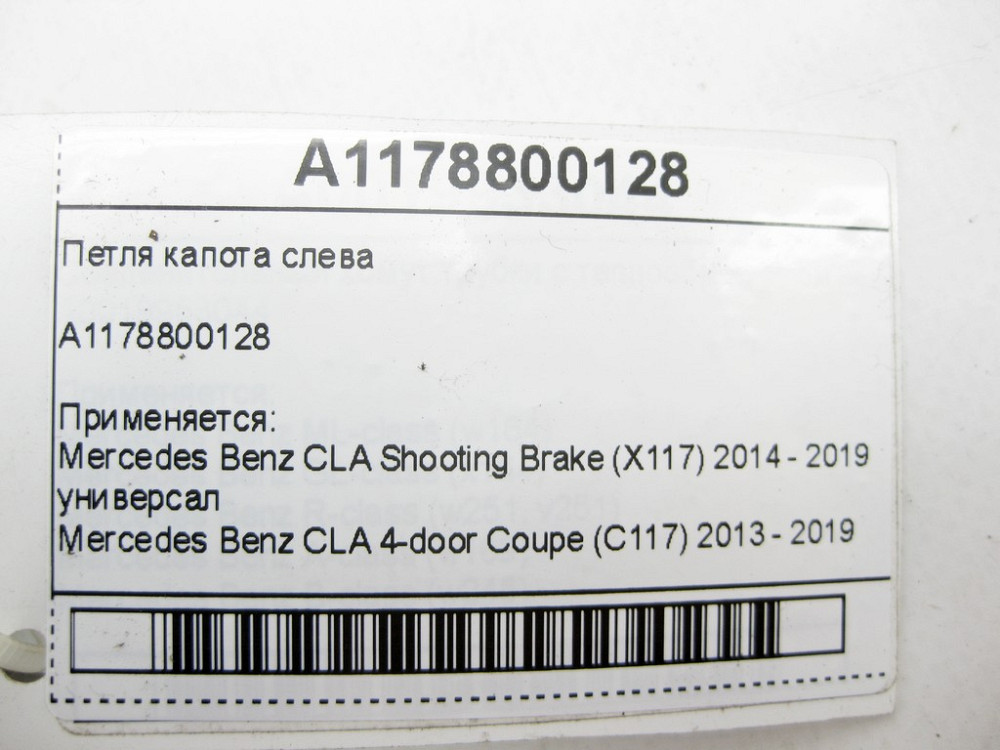 A1178800128
Петля капота слева
A1178800128
Применяется:
Mercedes Benz CLA Shooting Brake (X117) 2014 - 2019
универсал
Mercedes Benz CLA 4-door Coupe (C117) 2013 - 2019